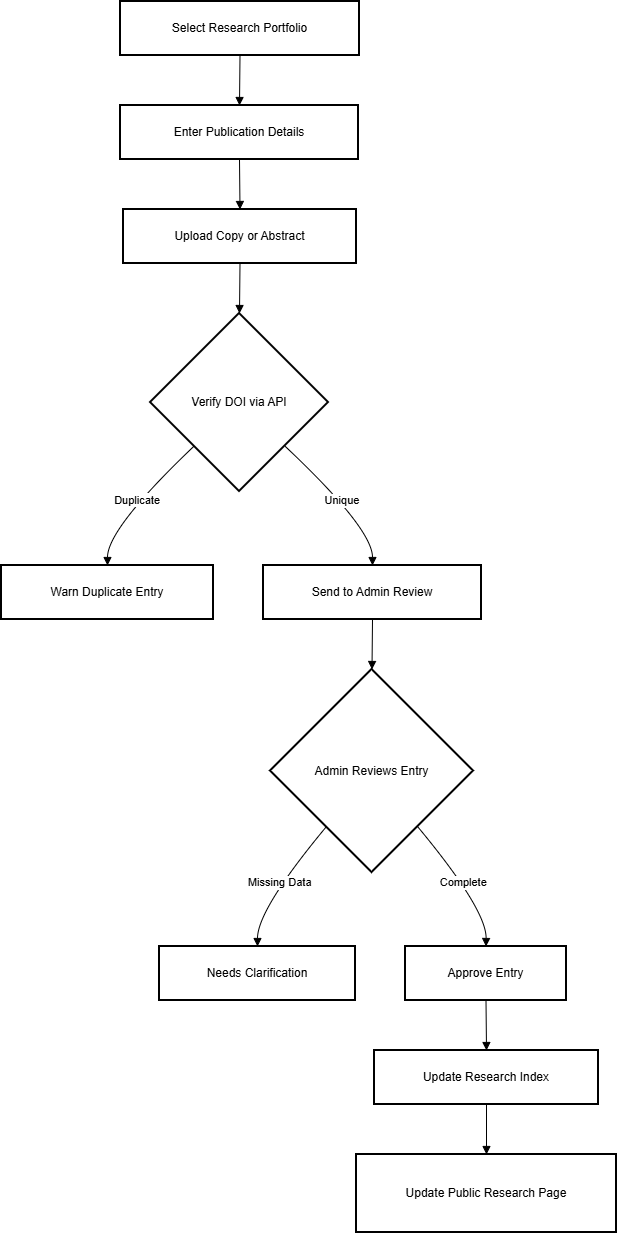 Select Research Portfolio
Enter Publication Details
Upload Copy or Abstract
Verify DOI via API
Duplicate
Unique
Warn Duplicate Entry
Send to Admin Review
Admin Reviews Entry
Missing Data
Complete
Needs Clarification
Approve Entry
Update Research Index
Update Public Research Page